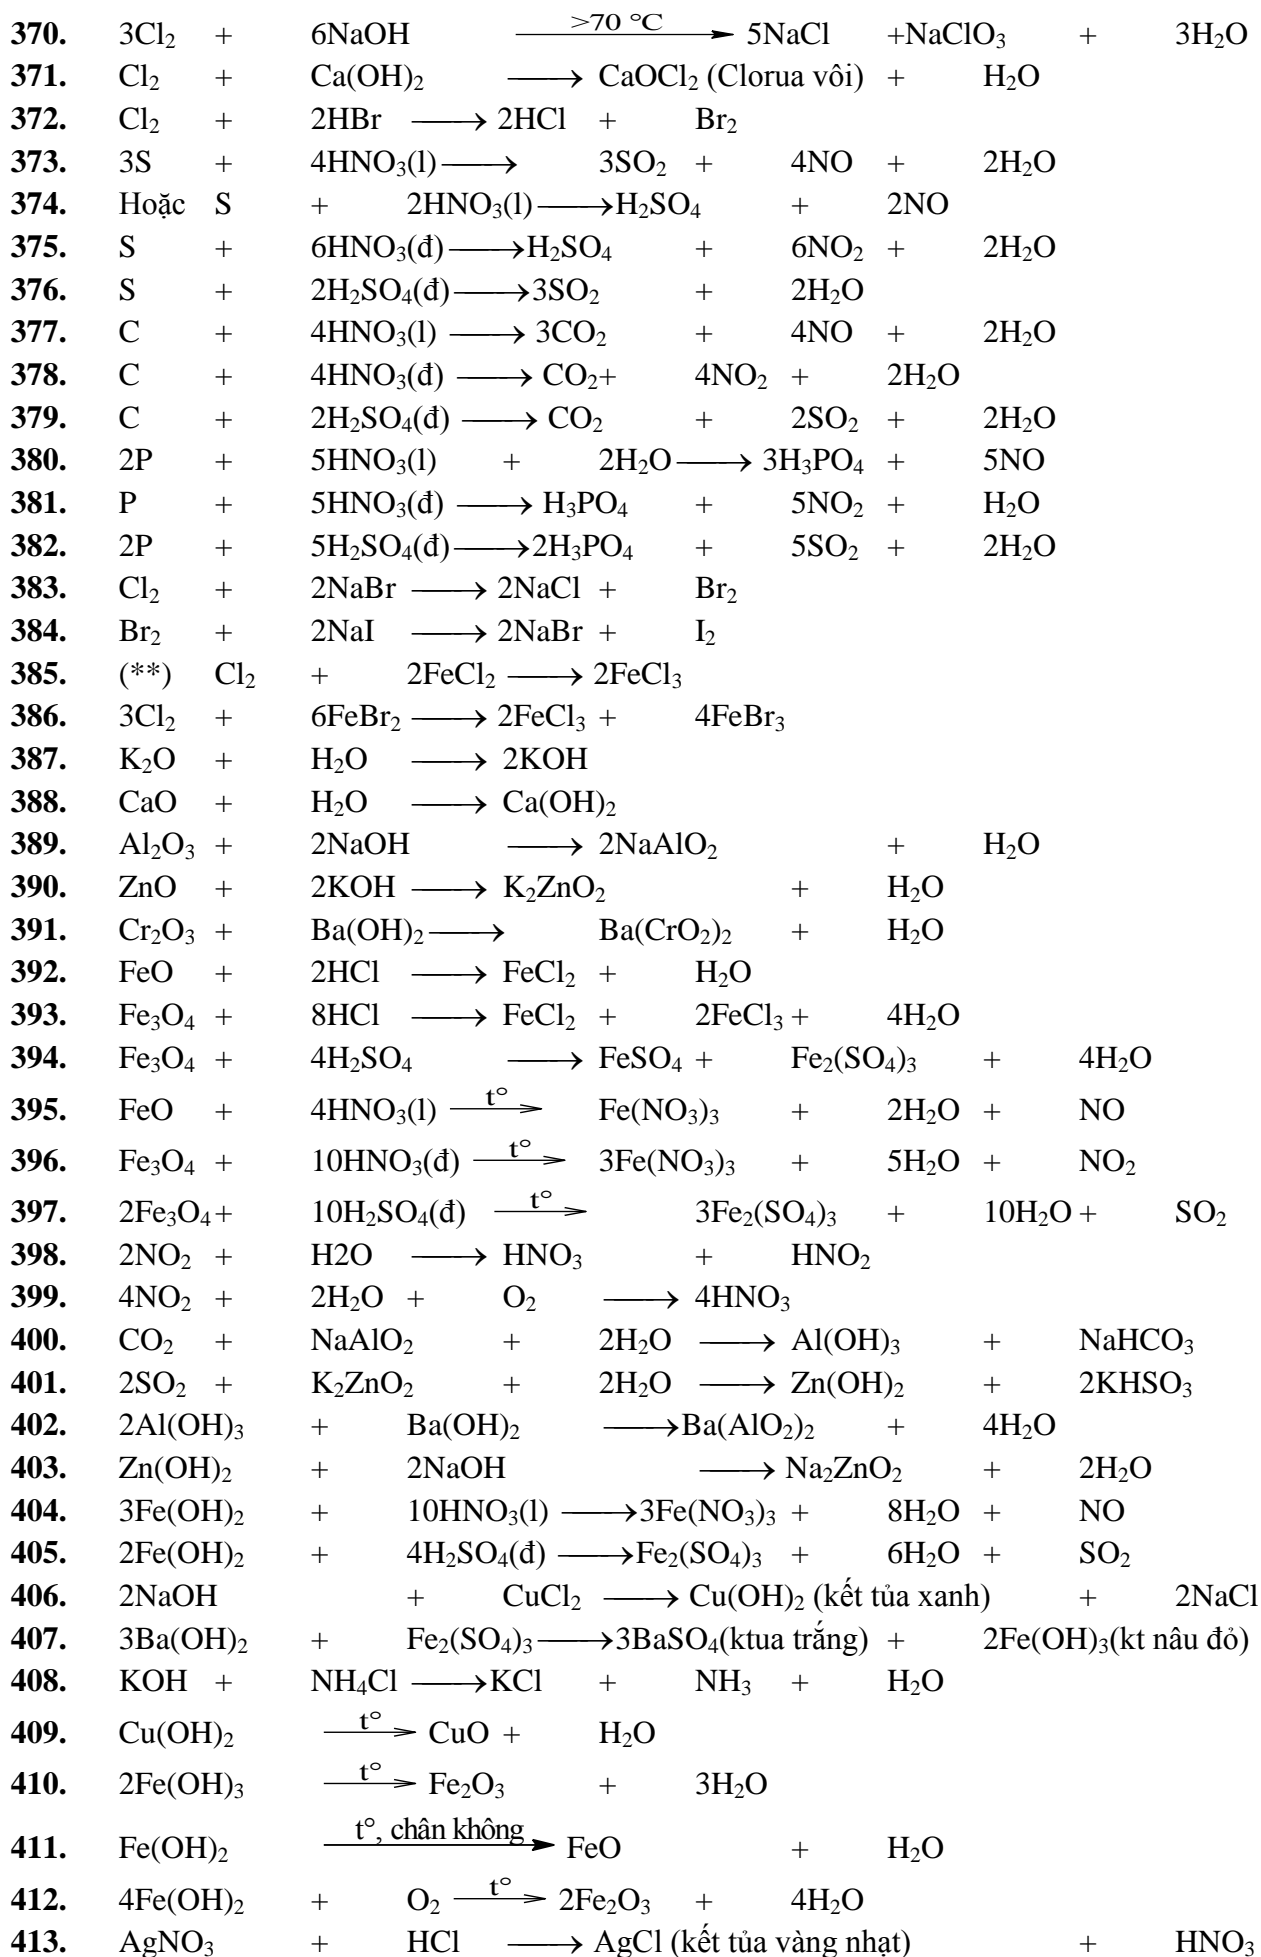 370. 3Cl₂ + 6NaOH >70 °C → 5NaCl +NaClO₃ + 3H₂O
371. Cl₂ + Ca(OH)₂ → CaOCl₂ (Clorua vôi) + H₂O
372. Cl₂ + 2HBr → 2HCl + Br₂
373. 3S + 4HNO₃(l) → 3SO₂ + 4NO + 2H₂O
374. Hoặc S + 2HNO₃(l) → H₂SO₄ + 2NO
375. S + 6HNO₃(đ) → H₂SO₄ + 6NO₂ + 2H₂O
376. S + 2H₂SO₄(đ) → 3SO₂ + 2H₂O
377. C + 4HNO₃(l) → 3CO₂ + 4NO + 2H₂O
378. C + 4HNO₃(đ) → CO₂+ 4NO₂ + 2H₂O
379. C + 2H₂SO₄(đ) → CO₂ + 2SO₂ + 2H₂O
380. 2P + 5HNO₃(l) + 2H₂O → 3H₃PO₄ + 5NO
381. P + 5HNO₃(đ) → H₃PO₄ + 5NO₂ + H₂O
382. 2P + 5H₂SO₄(đ) → 2H₃PO₄ + 5SO₂ + 2H₂O
383. Cl₂ + 2NaBr → 2NaCl + Br₂
384. Br₂ + 2NaI → 2NaBr + I₂
385. (**) Cl₂ + 2FeCl₂ → 2FeCl₃
386. 3Cl₂ + 6FeBr₂ → 2FeCl₃ + 4FeBr₃
387. K₂O + H₂O → 2KOH
388. CaO + H₂O → Ca(OH)₂
389. Al₂O₃ + 2NaOH → 2NaAlO₂ + H₂O
390. ZnO + 2KOH → K₂ZnO₂ + H₂O
391. Cr₂O₃ + Ba(OH)₂ → Ba(CrO₂)₂ + H₂O
392. FeO + 2HCl → FeCl₂ + H₂O
393. Fe₃O₄ + 8HCl → FeCl₂ + 2FeCl₃ + 4H₂O
394. Fe₃O₄ + 4H₂SO₄ → FeSO₄ + Fe₂(SO₄)₃ + 4H₂O
395. FeO + 4HNO₃(l) t° → Fe(NO₃)₃ + 2H₂O + NO
396. Fe₃O₄ + 10HNO₃(đ) t° → 3Fe(NO₃)₃ + 5H₂O + NO₂
397. 2Fe₃O₄+ 10H₂SO₄(đ) t° → 3Fe₂(SO₄)₃ + 10H₂O + SO₂
398. 2NO₂ + H2O → HNO₃ + HNO₂
399. 4NO₂ + 2H₂O + O₂ → 4HNO₃
400. CO₂ + NaAlO₂ + 2H₂O → Al(OH)₃ + NaHCO₃
401. 2SO₂ + K₂ZnO₂ + 2H₂O → Zn(OH)₂ + 2KHSO₃
402. 2Al(OH)₃ + Ba(OH)₂ → Ba(AlO₂)₂ + 4H₂O
403. Zn(OH)₂ + 2NaOH → Na₂ZnO₂ + 2H₂O
404. 3Fe(OH)₂ + 10HNO₃(l) → 3Fe(NO₃)₃ + 8H₂O + NO
405. 2Fe(OH)₂ + 4H₂SO₄(đ) → Fe₂(SO₄)₃ + 6H₂O + SO₂
406. 2NaOH + CuCl₂ → Cu(OH)₂ (kết tủa xanh) + 2NaCl
407. 3Ba(OH)₂ + Fe₂(SO₄)₃ → 3BaSO₄(ktua trắng) + 2Fe(OH)₃(kt nâu đỏ)
408. KOH + NH₄Cl → KCl + NH₃ + H₂O
409. Cu(OH)₂ t° → CuO + H₂O
410. 2Fe(OH)₃ t° → Fe₂O₃ + 3H₂O
411. Fe(OH)₂ t°, chân không → FeO + H₂O
412. 4Fe(OH)₂ + O₂ t° → 2Fe₂O₃ + 4H₂O
413. AgNO₃ + HCl → AgCl (kết tủa vàng nhạt) + HNO₃